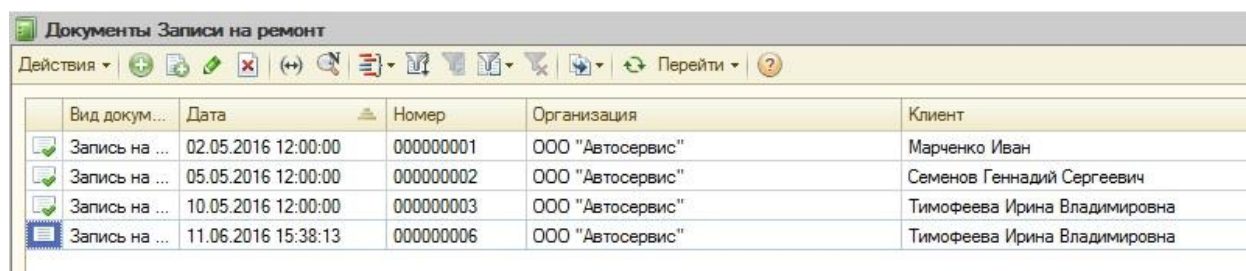 Документы Записи на ремонт
Действия Перейти
Вид докум... Дата Номер Организация Клиент
Запись на ... 02.05.2016 12:00:00 000000001 ООО "Автосервис" Марченко Иван
Запись на ... 05.05.2016 12:00:00 000000002 ООО "Автосервис" Семенов Геннадий Сергеевич
Запись на ... 10.05.2016 12:00:00 000000003 ООО "Автосервис" Тимофеева Ирина Владимировна
Запись на ... 11.06.2016 15:38:13 000000006 ООО "Автосервис" Тимофеева Ирина Владимировна